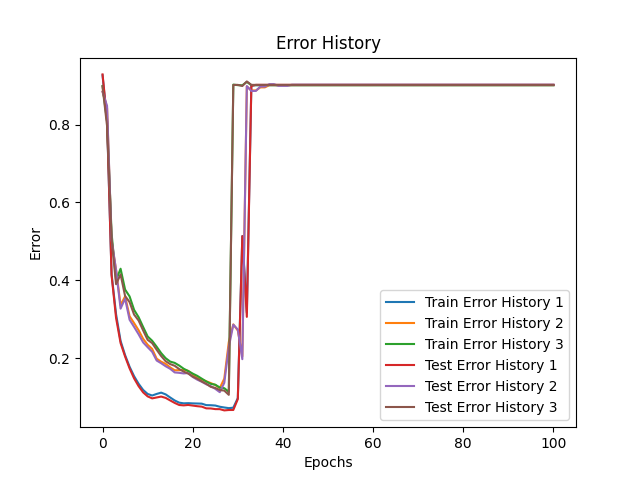 Error History
Error
0.8
0.6
0.4
0.2
0
20
40
60
80
100
Epochs
Train Error History 1
Train Error History 2
Train Error History 3
Test Error History 1
Test Error History 2
Test Error History 3